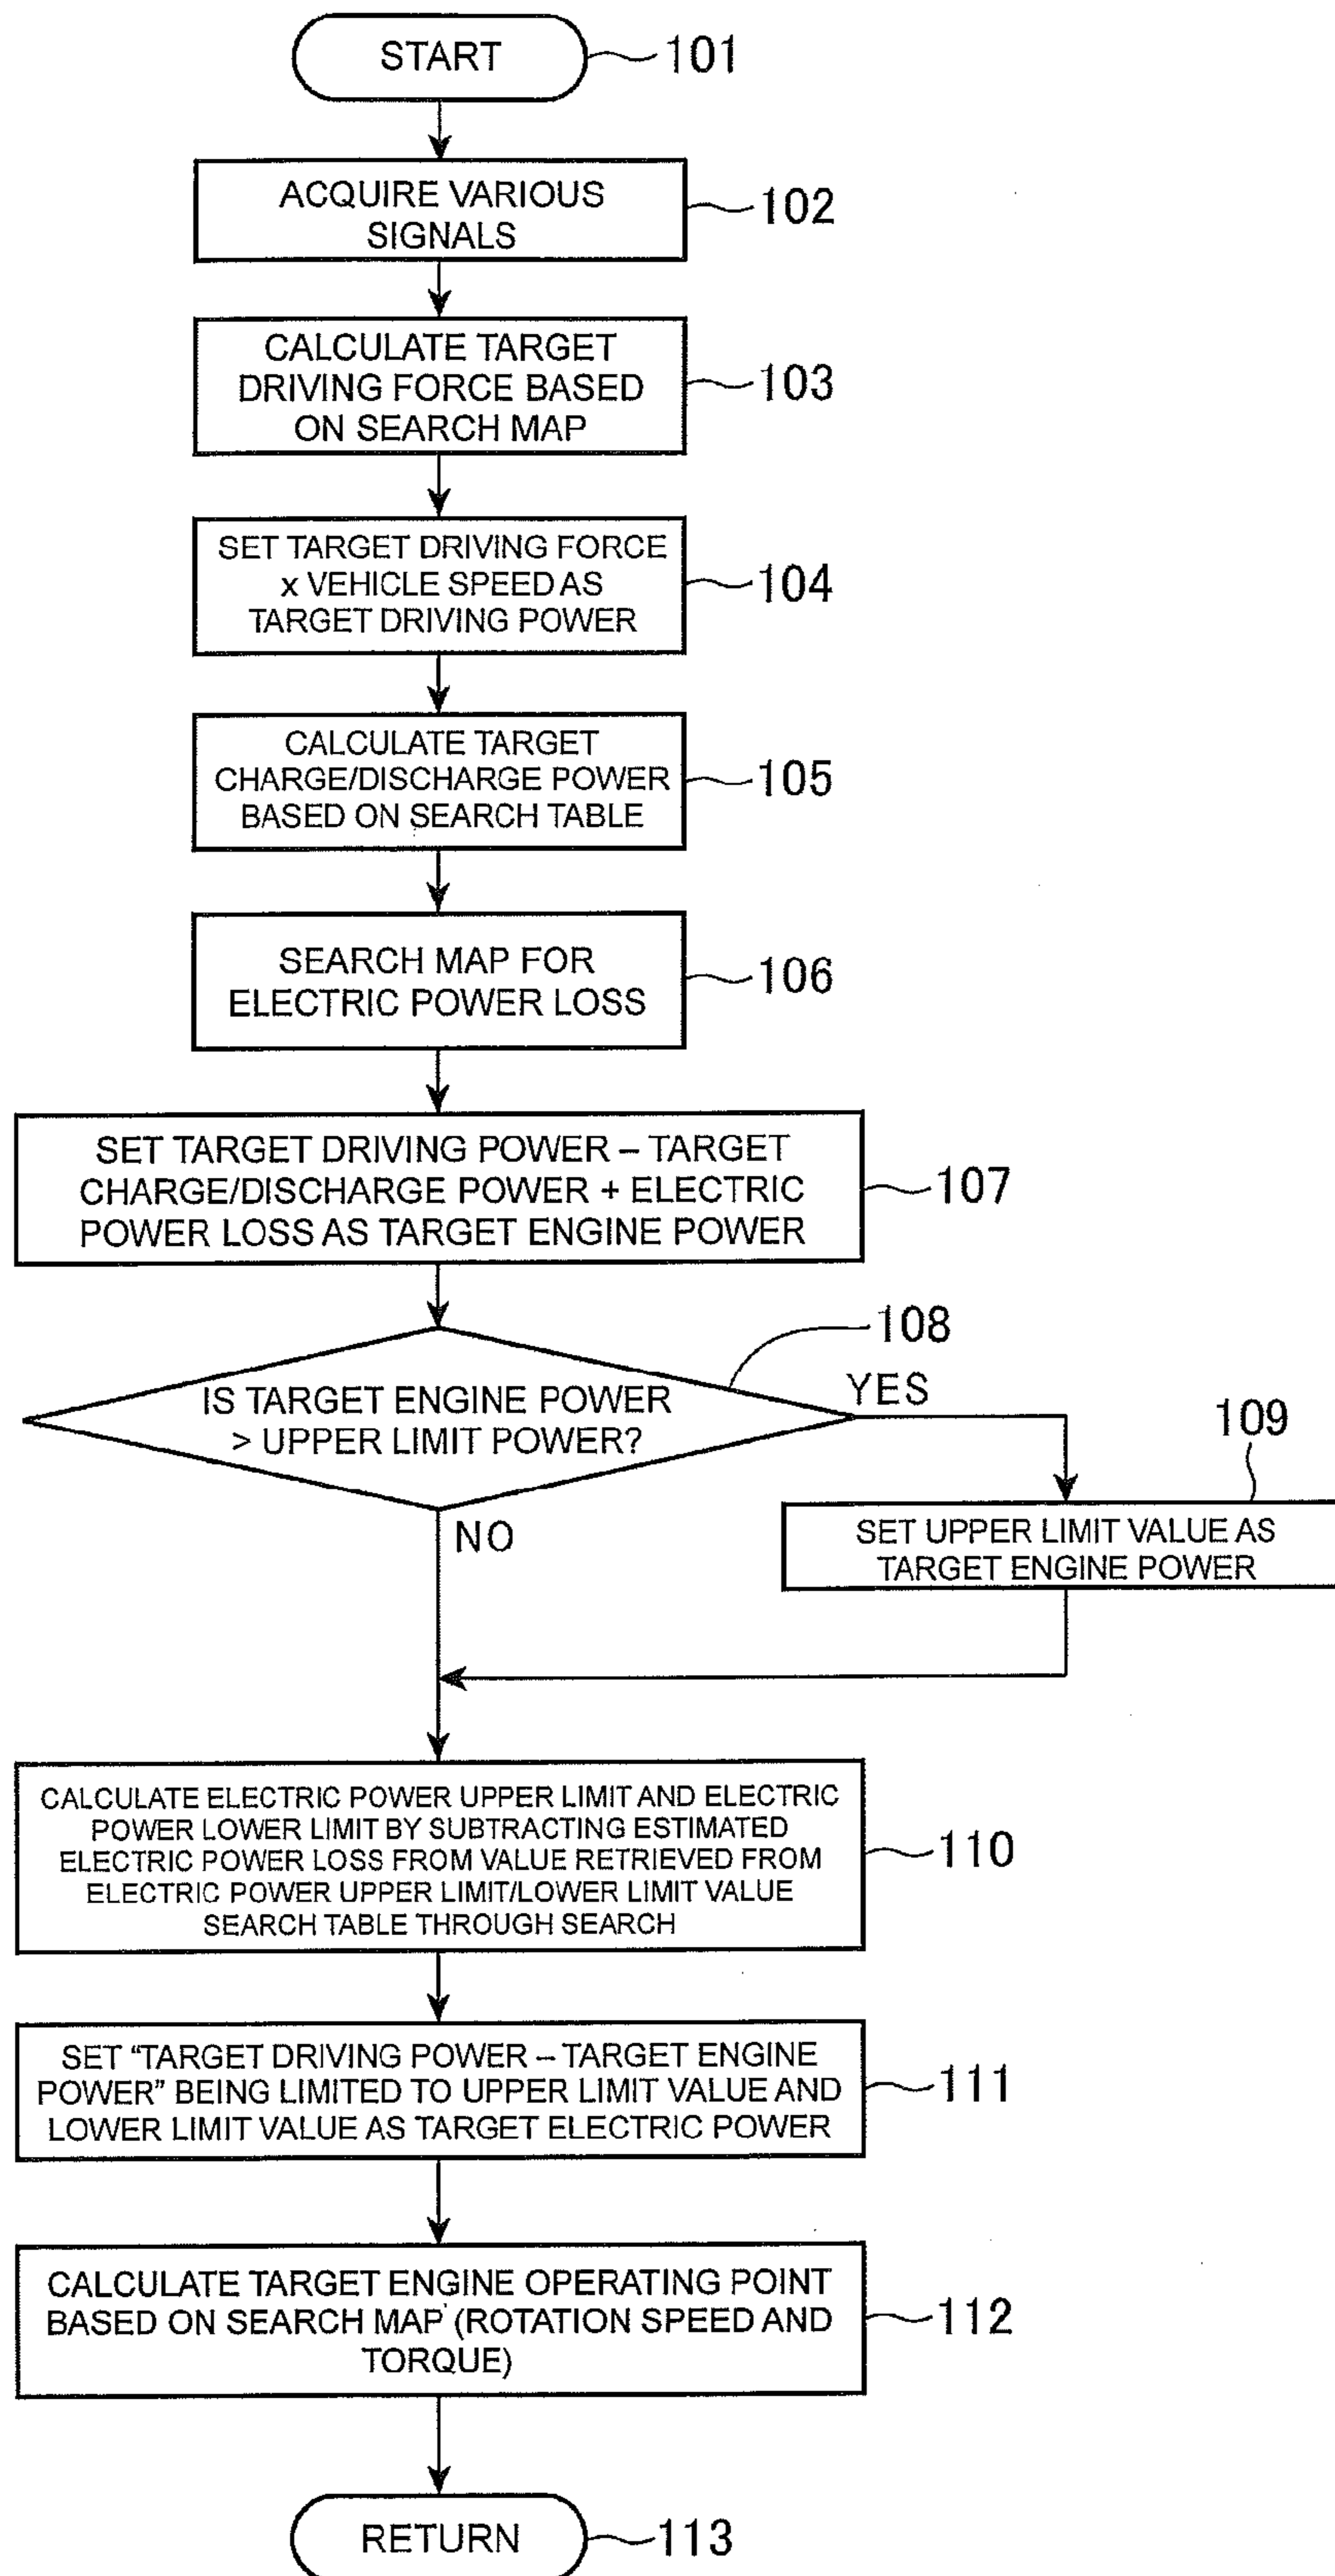 START
101
ACQUIRE VARIOUS
SIGNALS
102
CALCULATE TARGET
DRIVING FORCE BASED
ON SEARCH MAP
103
SET TARGET DRIVING FORCE
x VEHICLE SPEED AS
TARGET DRIVING POWER
104
CALCULATE TARGET
CHARGE/DISCHARGE POWER
BASED ON SEARCH TABLE
105
SEARCH MAP FOR
ELECTRIC POWER LOSS
106
SET TARGET DRIVING POWER – TARGET
CHARGE/DISCHARGE POWER + ELECTRIC
POWER LOSS AS TARGET ENGINE POWER
107
IS TARGET ENGINE POWER
> UPPER LIMIT POWER?
108
YES
NO
109
SET UPPER LIMIT VALUE AS
TARGET ENGINE POWER
CALCULATE ELECTRIC POWER UPPER LIMIT AND ELECTRIC
POWER LOWER LIMIT BY SUBTRACTING ESTIMATED
ELECTRIC POWER LOSS FROM VALUE RETRIEVED FROM
ELECTRIC POWER UPPER LIMIT/LOWER LIMIT VALUE
SEARCH TABLE THROUGH SEARCH
110
SET “TARGET DRIVING POWER – TARGET ENGINE
POWER” BEING LIMITED TO UPPER LIMIT VALUE AND
LOWER LIMIT VALUE AS TARGET ELECTRIC POWER
111
CALCULATE TARGET ENGINE OPERATING POINT
BASED ON SEARCH MAP (ROTATION SPEED AND
TORQUE)
112
RETURN
113